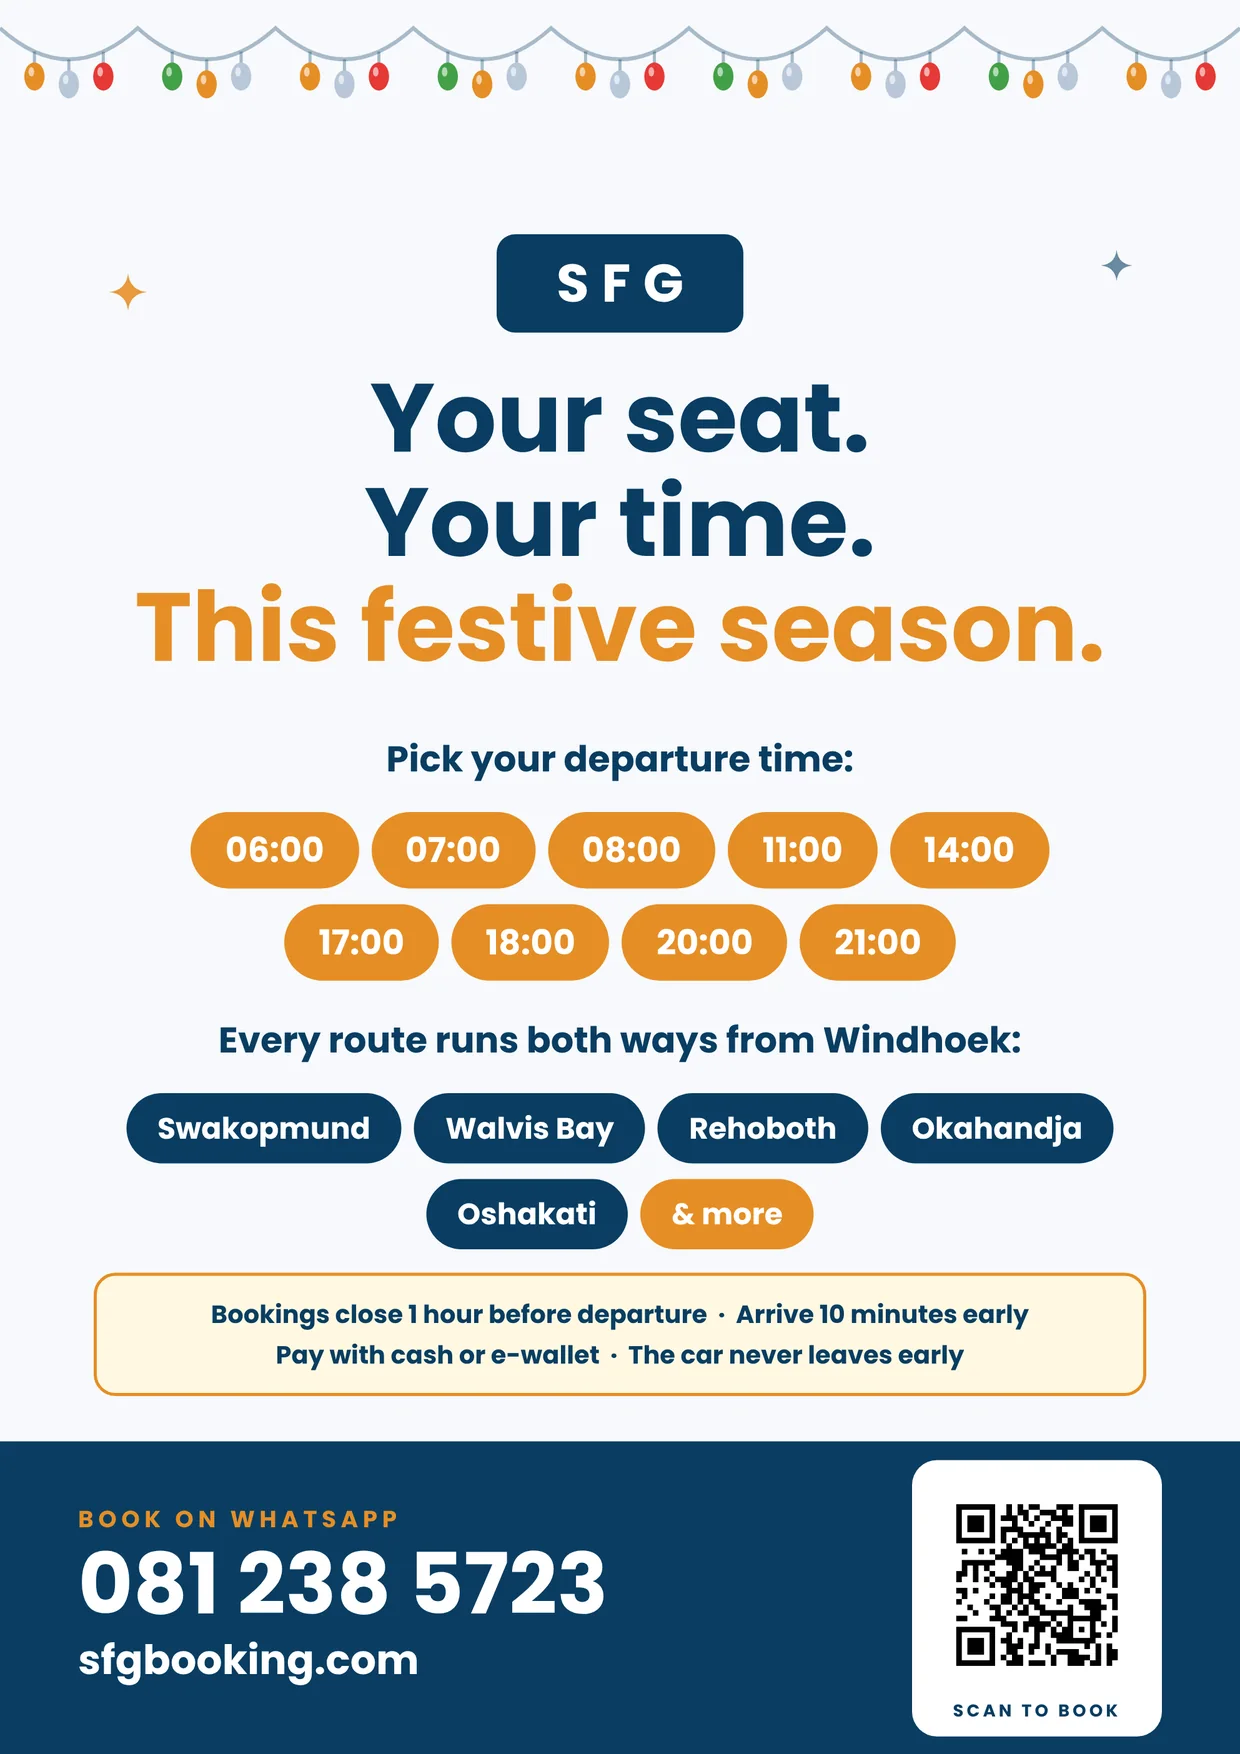 SFG
Your seat.
Your time.
This festive season.
Pick your departure time:
06:00 07:00 08:00 11:00 14:00
17:00 18:00 20:00 21:00
Every route runs both ways from Windhoek:
Swakopmund Walvis Bay Rehoboth Okahandja
Oshakati & more
Bookings close 1 hour before departure · Arrive 10 minutes early
Pay with cash or e-wallet · The car never leaves early
BOOK ON WHATSAPP
081 238 5723
sfgbooking.com
SCAN TO BOOK